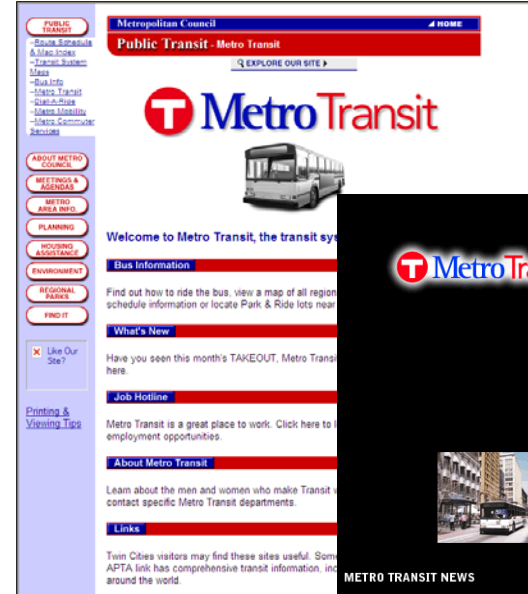 PUBLIC
TRANSIT
–Route Schedule
& Map Index
–Transit System
Maps
–Bus Info
–Metro Transit
–Dial-A-Ride
–Metro Mobility
–Metro Commuter
Services
ABOUT METRO
COUNCIL
MEETINGS &
AGENDAS
METRO
AREA INFO.
PLANNING
HOUSING
ASSISTANCE
ENVIRONMENT
REGIONAL
PARKS
FIND IT
Like Our
Site?
Printing &
Viewing Tips
Metropolitan Council
HOME
Public Transit - Metro Transit
EXPLORE OUR SITE
T MetroTransit
Welcome to Metro Transit, the transit sy
Bus Information
Find out how to ride the bus, view a map of all region
schedule information or locate Park & Ride lots near
What's New
Have you seen this month's TAKEOUT, Metro Transi
here.
Job Hotline
Metro Transit is a great place to work. Click here to l
employment opportunities.
About Metro Transit
Learn about the men and women who make Transit
contact specific Metro Transit departments.
Links
Twin Cities visitors may find these sites useful. Som
APTA link has comprehensive transit information, inc
around the world.
T MetroTra
METRO TRANSIT NEWS